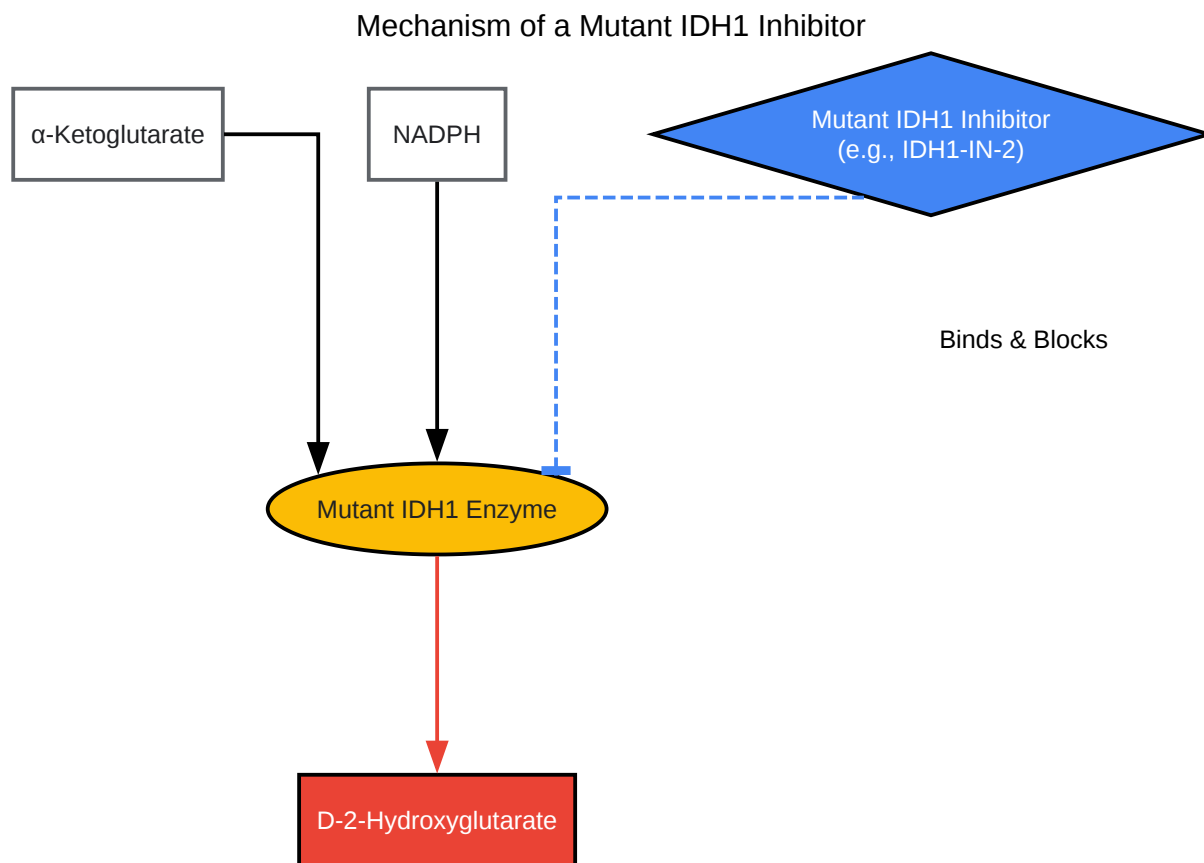 Mechanism of a Mutant IDH1 Inhibitor
α-Ketoglutarate
NADPH
Mutant IDH1 Inhibitor
(e.g., IDH1-IN-2)
Binds & Blocks
Mutant IDH1 Enzyme
D-2-Hydroxyglutarate